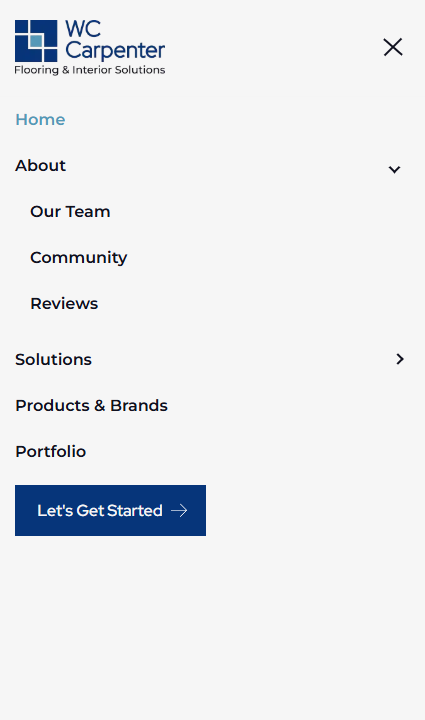 WC
Carpenter
Flooring & Interior Solutions
Home
About
Our Team
Community
Reviews
Solutions
Products & Brands
Portfolio
Let's Get Started